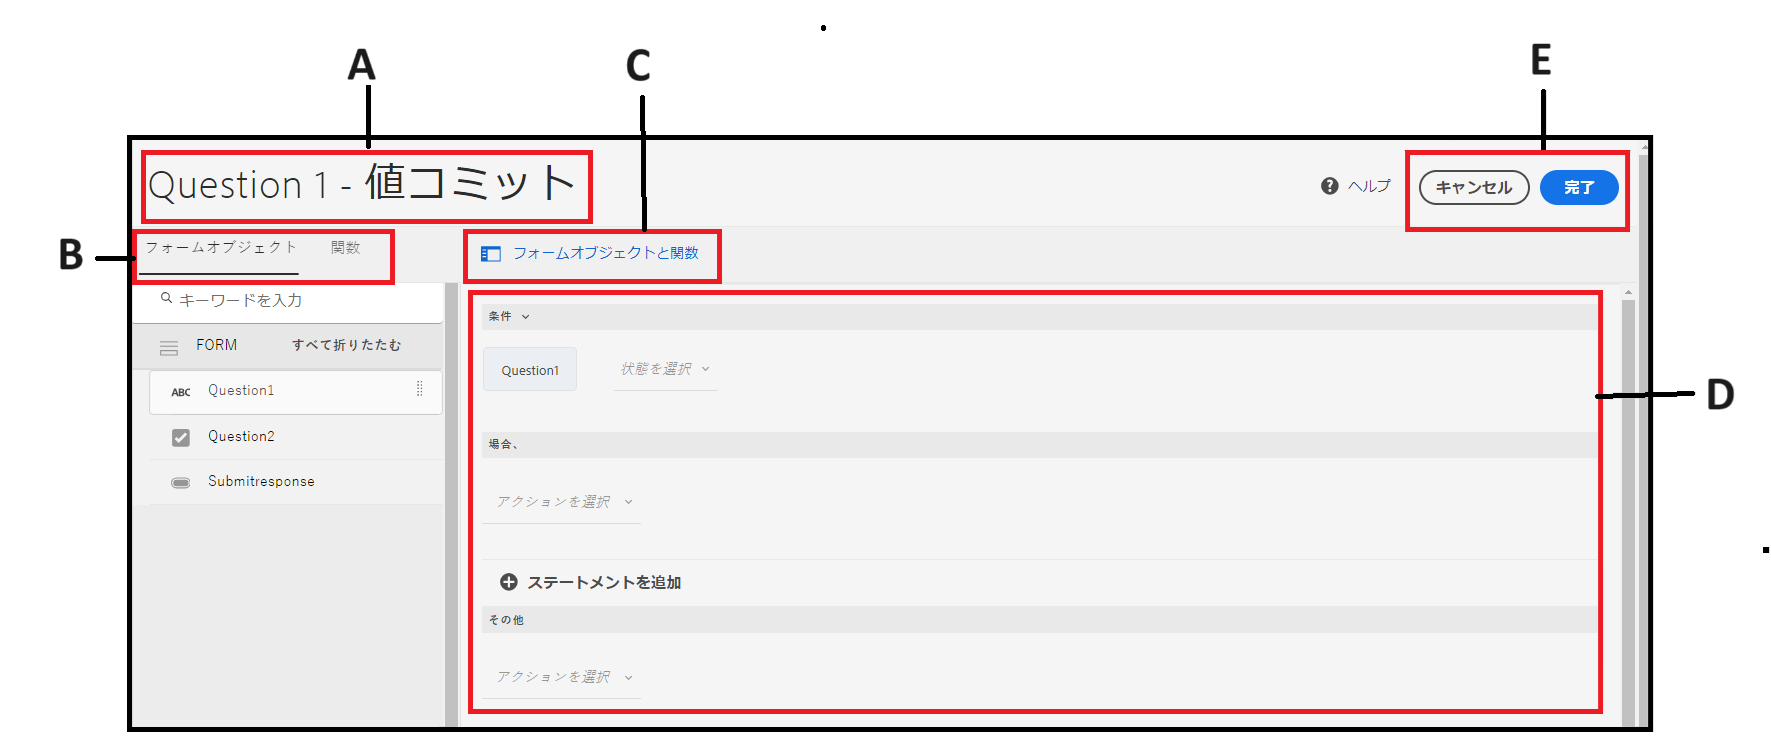 A
C
E
Question 1 - 値コミット
ヘルプ
キャンセル
完了
B
フォームオブジェクト
関数
フォームオブジェクトと関数
キーワードを入力
FORM
すべて折りたたむ
ABC
Question1
Question2
Submitresponse
条件
Question1
状態を選択
D
場合、
アクションを選択
ステートメントを追加
その他
アクションを選択